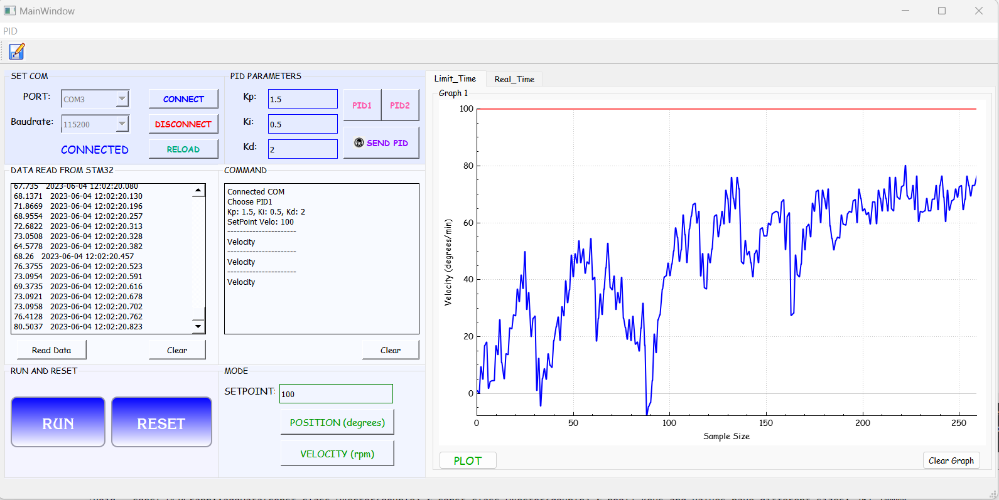 MainWindow
PID
SET COM
PORT:
COM3
CONNECT
Baudrate:
115200
DISCONNECT
CONNECTED
RELOAD
PID PARAMETERS
Kp:
1.5
PID1
PID2
Ki:
0.5
Kd:
2
SEND PID
DATA READ FROM STM32
67.735 2023-06-04 12:02:20.080
68.1371 2023-06-04 12:02:20.130
71.8669 2023-06-04 12:02:20.196
68.9554 2023-06-04 12:02:20.257
72.6822 2023-06-04 12:02:20.313
73.0508 2023-06-04 12:02:20.328
64.5778 2023-06-04 12:02:20.382
68.26 2023-06-04 12:02:20.457
76.3755 2023-06-04 12:02:20.523
73.0954 2023-06-04 12:02:20.591
69.3735 2023-06-04 12:02:20.616
73.0921 2023-06-04 12:02:20.678
73.0958 2023-06-04 12:02:20.702
76.4128 2023-06-04 12:02:20.762
80.5037 2023-06-04 12:02:20.823
Read Data
Clear
COMMAND
Connected COM
Choose PID1
Kp: 1.5, Ki: 0.5, Kd: 2
SetPoint Velo: 100
----------------------
Velocity
----------------------
Velocity
----------------------
Velocity
Clear
RUN AND RESET
RUN
RESET
MODE
SETPOINT:
100
POSITION (degrees)
VELOCITY (rpm)
Limit_Time
Real_Time
Graph 1
100
80
60
40
20
0
Velocity (degrees/min)
0
50
100
150
200
250
Sample Size
PLOT
Clear Graph